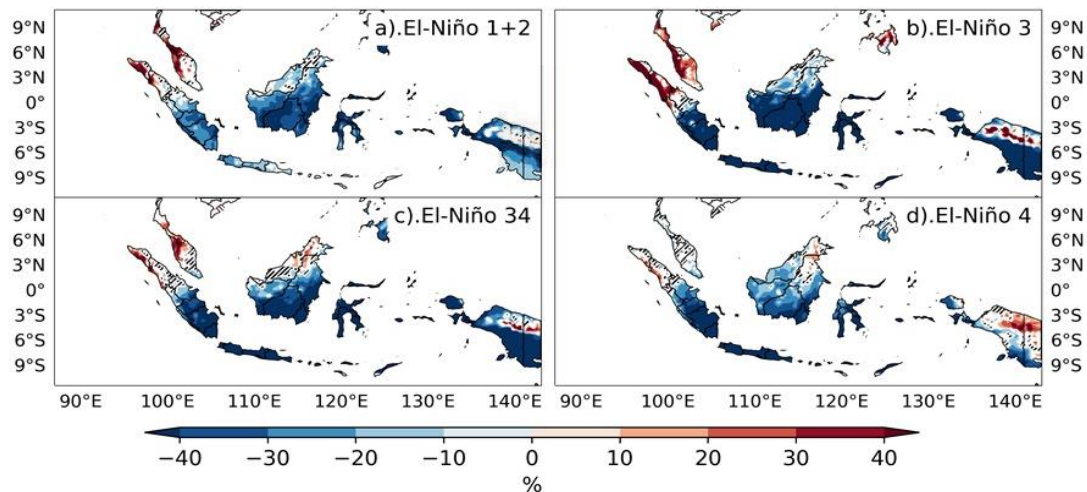 a).El-Niño 1+2
b).El-Niño 3
9°N
6°N
3°N
0°
3°S
6°S
9°S
9°N
6°N
3°N
0°
3°S
6°S
9°S
c).El-Niño 34
d).El-Niño 4
9°N
6°N
3°N
0°
3°S
6°S
9°S
9°N
6°N
3°N
0°
3°S
6°S
9°S
90°E 100°E 110°E 120°E 130°E 140°E 90°E 100°E 110°E 120°E 130°E 140°E
−40 −30 −20 −10 0 10 20 30 40
%